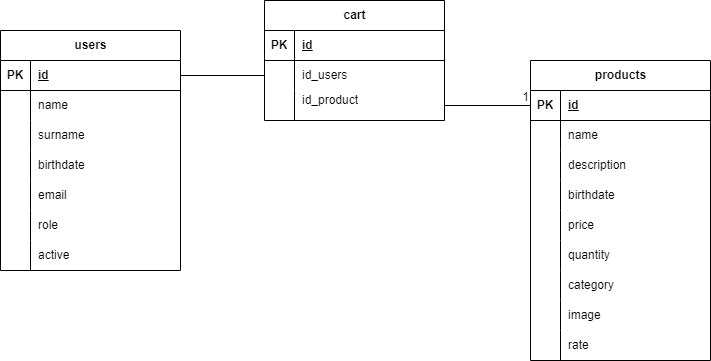 users
PK id
name
surname
birthdate
email
role
active
cart
PK id
id_users
id_product
1
products
PK id
name
description
birthdate
price
quantity
category
image
rate